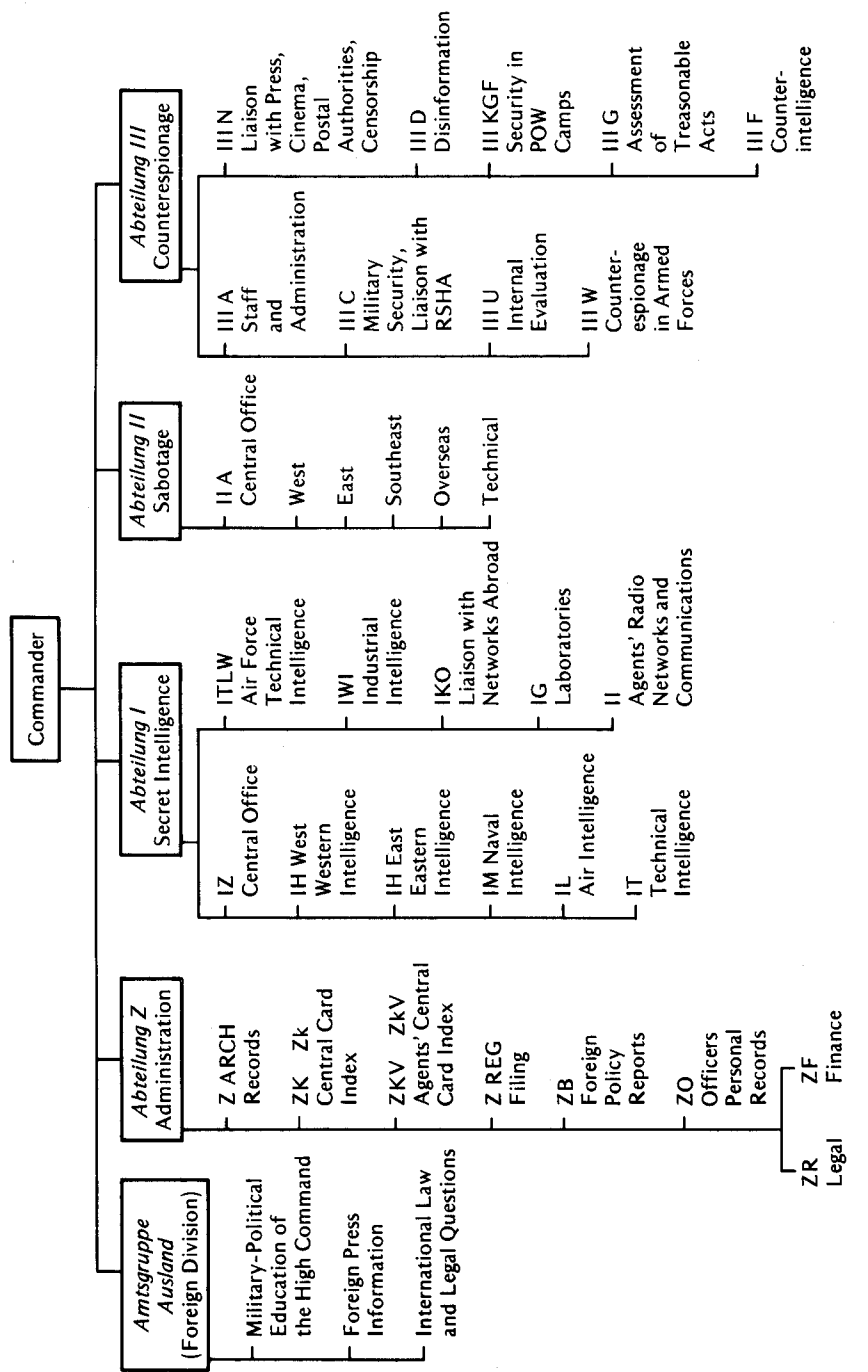 Commander
Amtsgruppe
Ausland
(Foreign Division)
Military-Political
Education of
the High Command
Foreign Press
Information
International Law
and Legal Questions
Abteilung Z
Administration
Z ARCH
Records
ZK Zk
Central Card
Index
ZKV ZkV
Agents' Central
Card Index
Z REG
Filing
ZB
Foreign
Policy
Reports
ZO
Officers
Personal
Records
ZR
Legal
ZF
Finance
Abteilung I
Secret Intelligence
IZ
Central Office
IH West
Western
Intelligence
IH East
Eastern
Intelligence
IM Naval
Intelligence
IL
Air Intelligence
IT
Technical
Intelligence
ITLW
Air Force
Technical
Intelligence
IWI
Industrial
Intelligence
IKO
Liaison with
Networks Abroad
IG
Laboratories
II
Agents' Radio
Networks and
Communications
Abteilung II
Sabotage
II A
Central Office
West
East
Southeast
Overseas
Technical
Abteilung III
Counterespionage
III A
Staff
and
Administration
III C
Military
Security,
Liaison with
RSHA
III U
Internal
Evaluation
III W
Counter-
espionage
in Armed
Forces
III N
Liaison
with Press,
Cinema,
Postal
Authorities,
Censorship
III D
Disinformation
III KGF
Security in
POW
Camps
III G
Assessment
of
Treasonable
Acts
III F
Counter-
intelligence